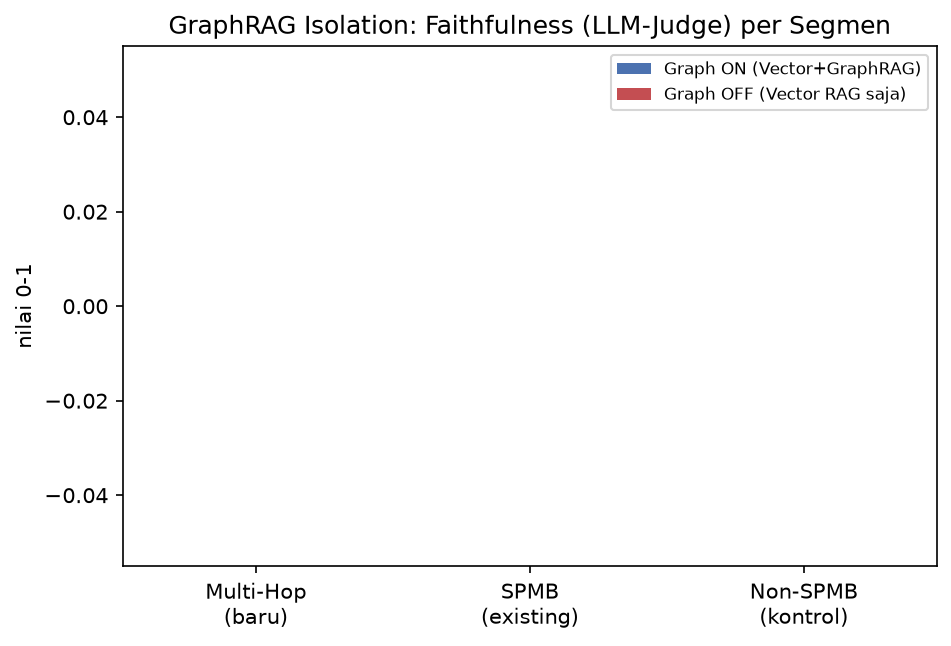 GraphRAG Isolation: Faithfulness (LLM-Judge) per Segmen
Graph ON (Vector+GraphRAG)
Graph OFF (Vector RAG saja)
nilai 0-1
0.04
0.02
0.00
−0.02
−0.04
Multi-Hop
(baru)
SPMB
(existing)
Non-SPMB
(kontrol)